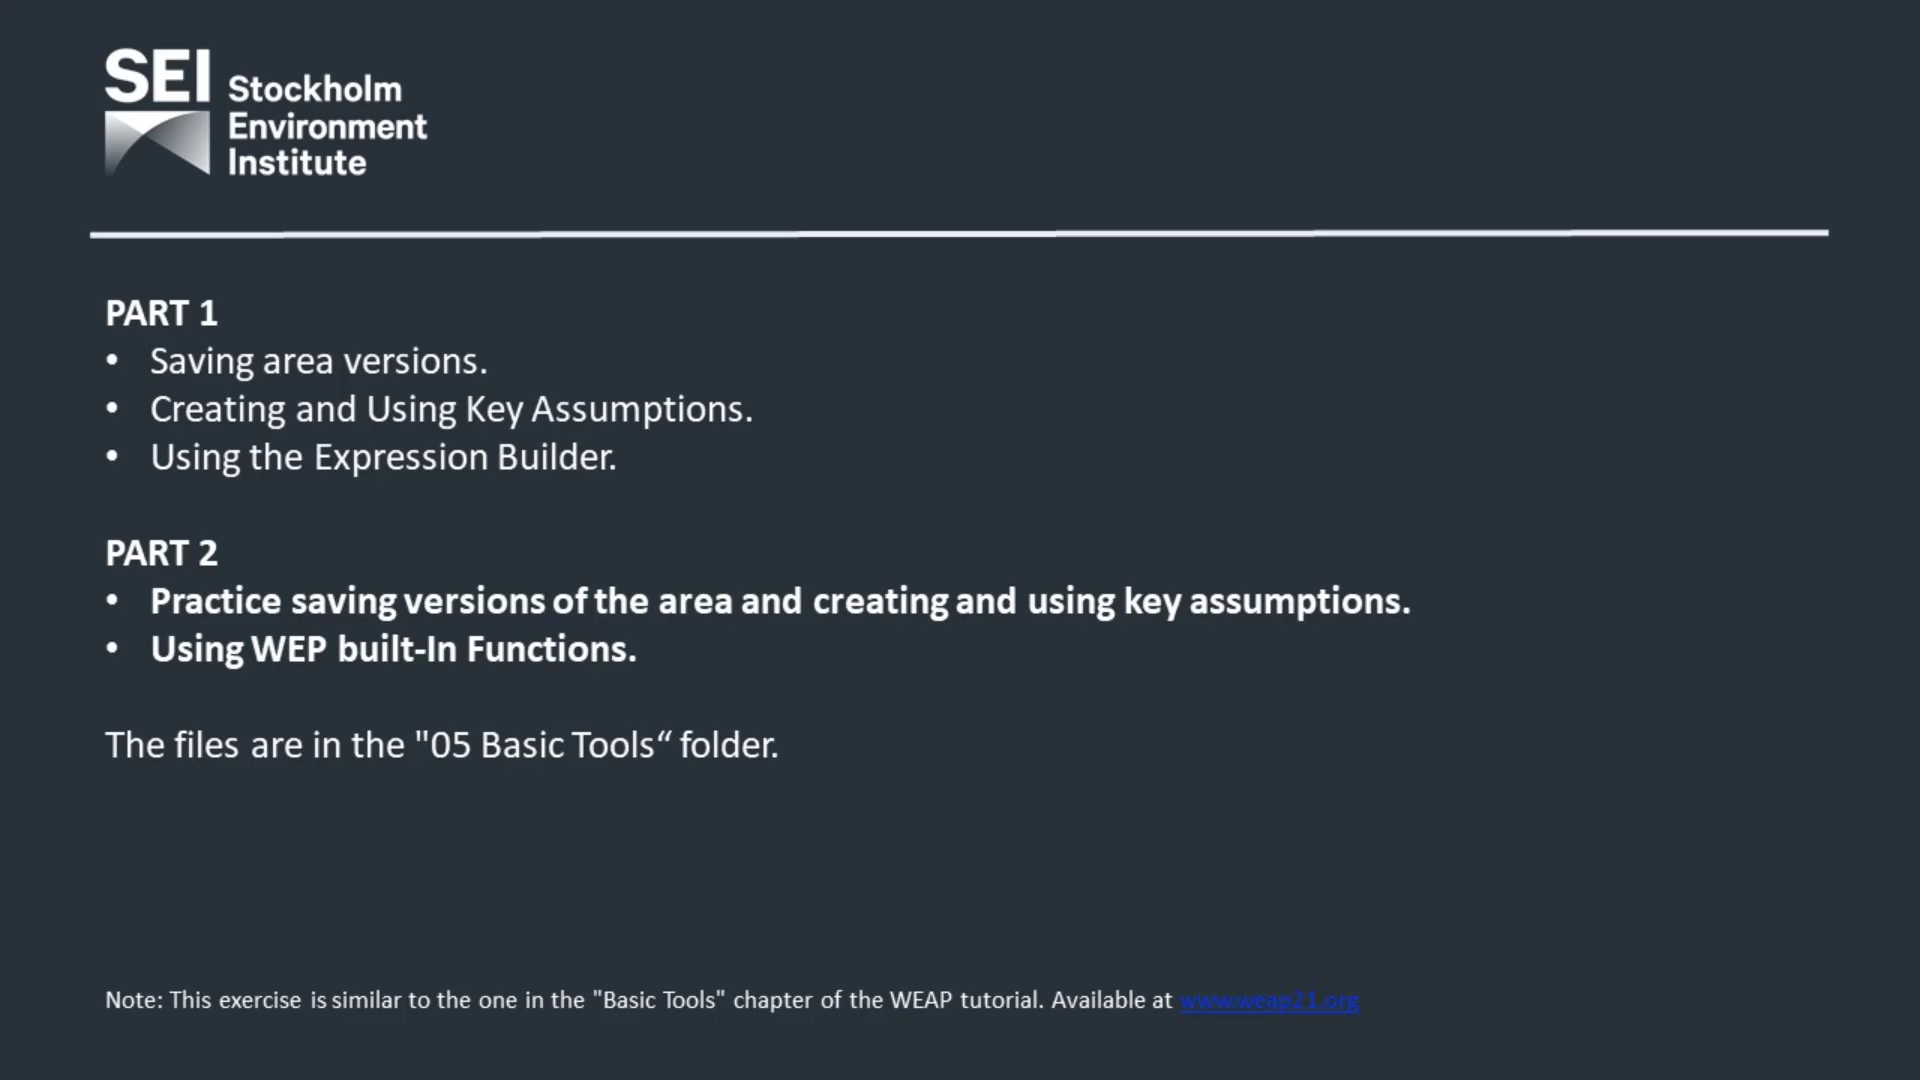 SEI Stockholm
Environment
Institute
PART 1
• Saving area versions.
• Creating and Using Key Assumptions.
• Using the Expression Builder.
PART 2
• Practice saving versions of the area and creating and using key assumptions.
• Using WEP built-In Functions.
The files are in the "05 Basic Tools“ folder.
Note: This exercise is similar to the one in the "Basic Tools" chapter of the WEAP tutorial. Available at www.weap21.org